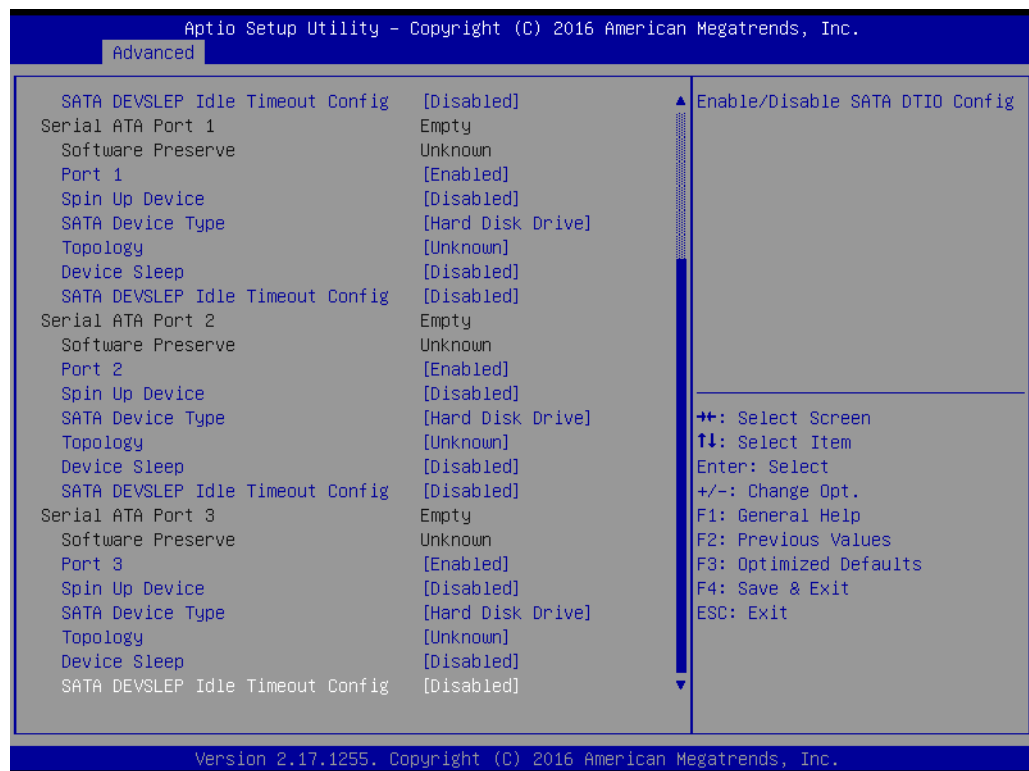 Aptio Setup Utility – Copyright (C) 2016 American Megatrends, Inc.
Advanced
SATA DEVSLEP Idle Timeout Config [Disabled]
Serial ATA Port 1 Empty
Software Preserve Unknown
Port 1 [Enabled]
Spin Up Device [Disabled]
SATA Device Type [Hard Disk Drive]
Topology [Unknown]
Device Sleep [Disabled]
SATA DEVSLEP Idle Timeout Config [Disabled]
Serial ATA Port 2 Empty
Software Preserve Unknown
Port 2 [Enabled]
Spin Up Device [Disabled]
SATA Device Type [Hard Disk Drive]
Topology [Unknown]
Device Sleep [Disabled]
SATA DEVSLEP Idle Timeout Config [Disabled]
Serial ATA Port 3 Empty
Software Preserve Unknown
Port 3 [Enabled]
Spin Up Device [Disabled]
SATA Device Type [Hard Disk Drive]
Topology [Unknown]
Device Sleep [Disabled]
SATA DEVSLEP Idle Timeout Config [Disabled]
Enable/Disable SATA DTIO Config
→←: Select Screen
↑↓: Select Item
Enter: Select
+/-: Change Opt.
F1: General Help
F2: Previous Values
F3: Optimized Defaults
F4: Save & Exit
ESC: Exit
Version 2.17.1255. Copyright (C) 2016 American Megatrends, Inc.